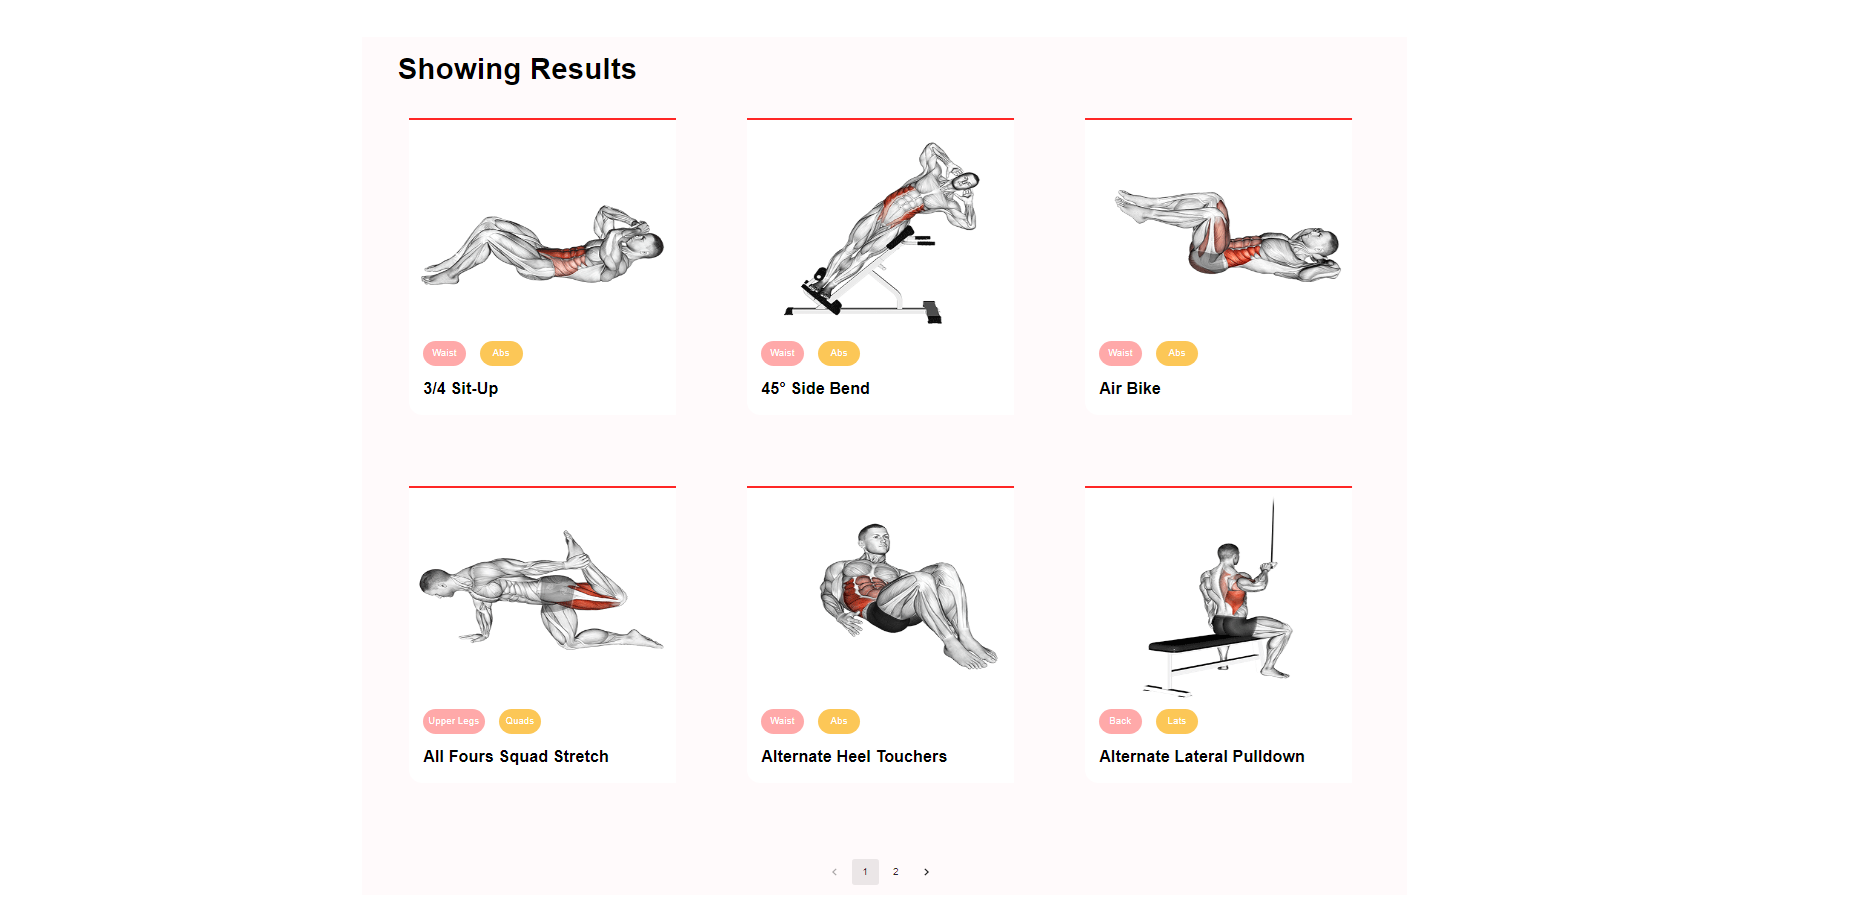 Showing Results
Waist Abs
3/4 Sit-Up
Waist Abs
45° Side Bend
Waist Abs
Air Bike
Upper Legs Quads
All Fours Squad Stretch
Waist Abs
Alternate Heel Touchers
Back Lats
Alternate Lateral Pulldown
1 2